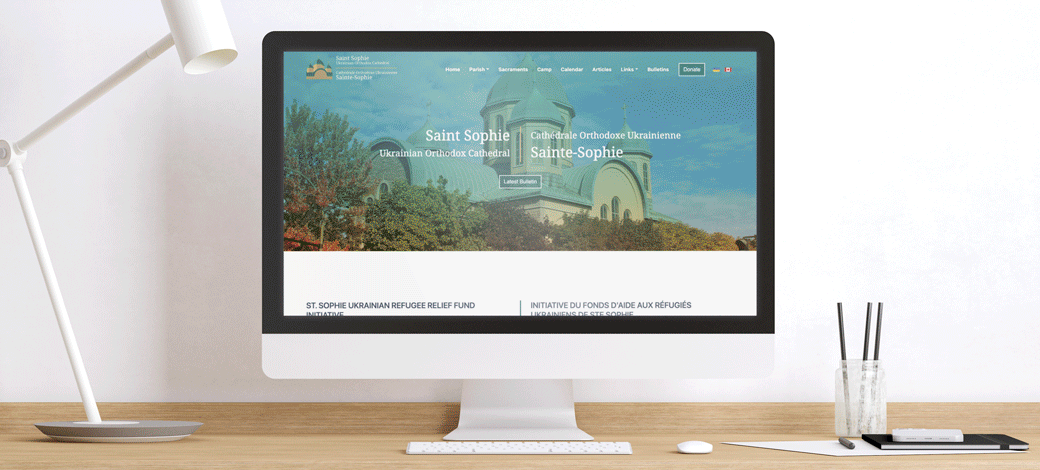 Saint Sophie
Ukrainian Orthodox Cathedral
Cathédrale Orthodoxe Ukrainienne
Sainte-Sophie
Home Parish Sacraments Camp Calendar Articles Links Bulletins Donate
Saint Sophie
Ukrainian Orthodox Cathedral
Cathédrale Orthodoxe Ukrainienne
Sainte-Sophie
Latest Bulletin
ST. SOPHIE UKRAINIAN REFUGEE RELIEF FUND
INITIATIVE
INITIATIVE DU FONDS D'AIDE AUX RÉFUGIÉS
UKRAINIENS DE STE SOPHIE